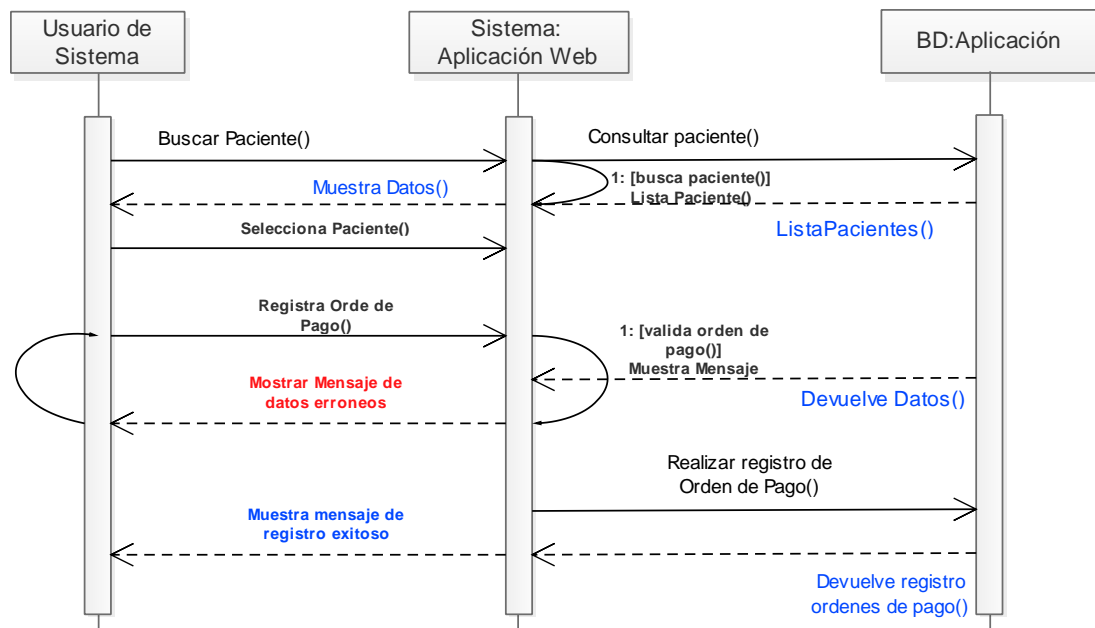 Usuario de
Sistema
Sistema:
Aplicación Web
BD:Aplicación
Buscar Paciente()
Consultar paciente()
1: [busca paciente()]
Lista Paciente()
Muestra Datos()
ListaPacientes()
Selecciona Paciente()
Registra Orde de
Pago()
1: [valida orden de
pago()]
Muestra Mensaje
Devuelve Datos()
Mostrar Mensaje de
datos erroneos
Realizar registro de
Orden de Pago()
Muestra mensaje de
registro exitoso
Devuelve registro
ordenes de pago()